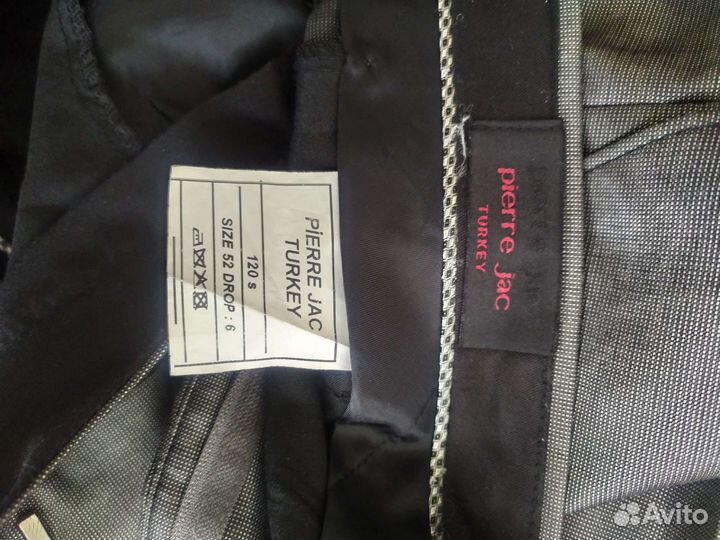 PiERRE JAC
TURKEY
120 s
SIZE 52 DROP : 6
pierre jac
TURKEY
Avito